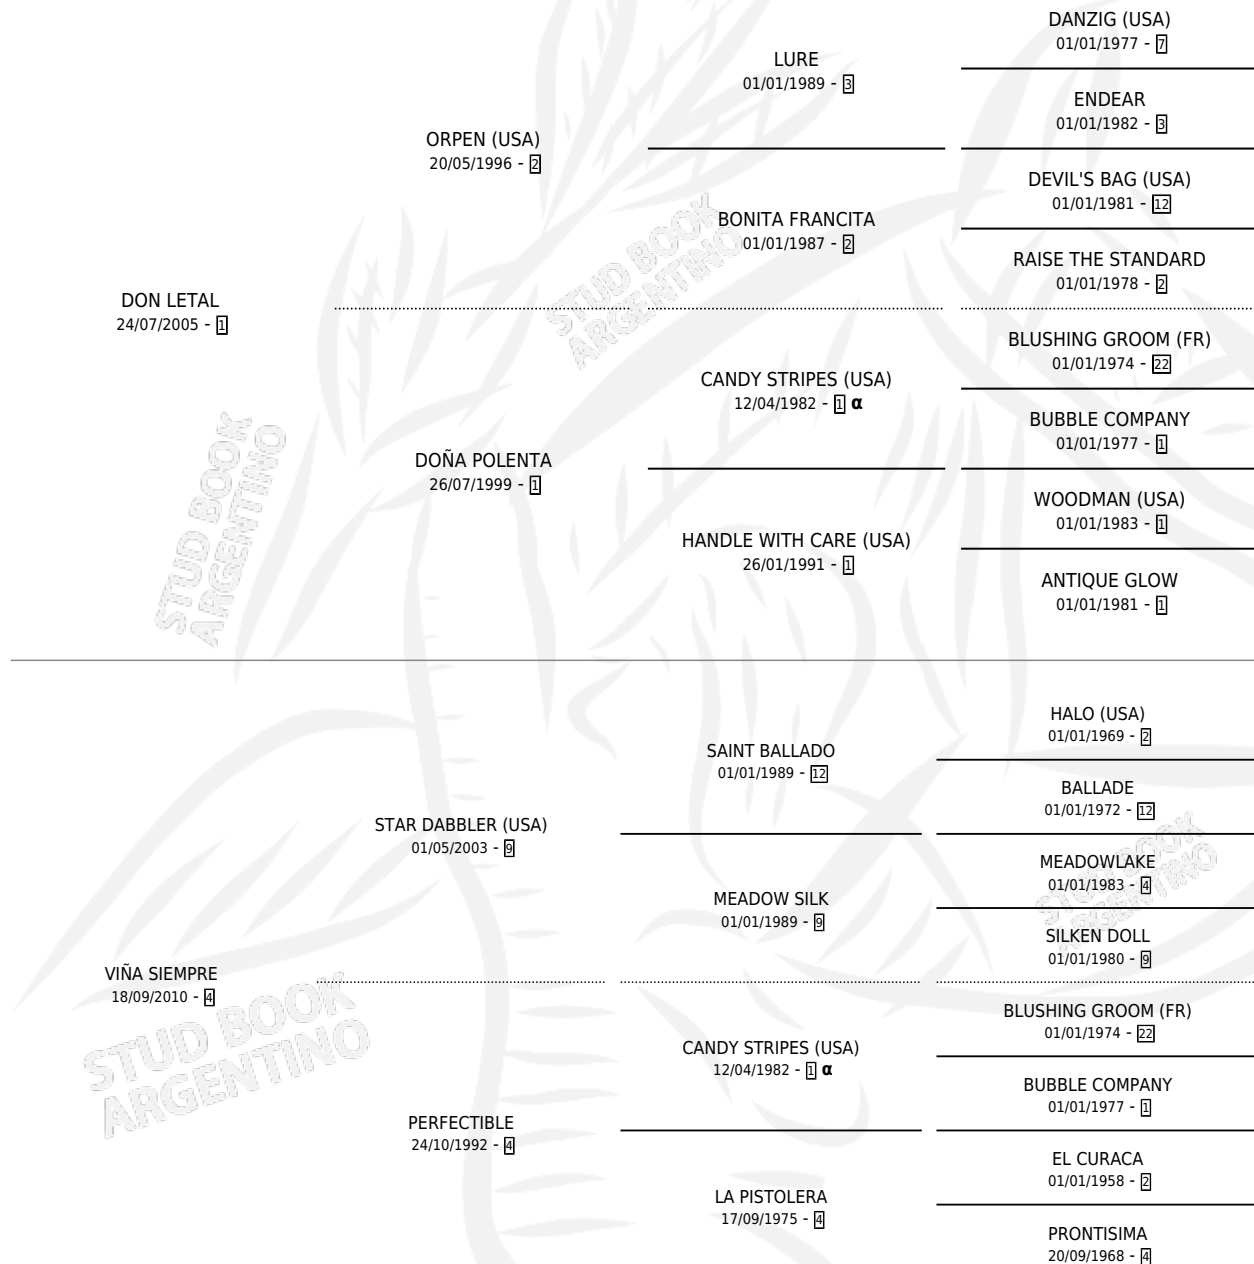 DANZIG (USA)
01/01/1977 - 7
LURE
01/01/1989 - 3
ENDEAR
01/01/1982 - 3
ORPEN (USA)
20/05/1996 - 2
DEVIL'S BAG (USA)
01/01/1981 - 12
BONITA FRANCITA
01/01/1987 - 2
RAISE THE STANDARD
01/01/1978 - 2
DON LETAL
24/07/2005 - 1
BLUSHING GROOM (FR)
01/01/1974 - 22
CANDY STRIPES (USA)
12/04/1982 - 1 α
BUBBLE COMPANY
01/01/1977 - 1
DOÑA POLENTA
26/07/1999 - 1
WOODMAN (USA)
01/01/1983 - 1
HANDLE WITH CARE (USA)
26/01/1991 - 1
ANTIQUE GLOW
01/01/1981 - 1
HALO (USA)
01/01/1969 - 2
SAINT BALLADO
01/01/1989 - 12
BALLADE
01/01/1972 - 12
STAR DABBLER (USA)
01/05/2003 - 9
MEADOWLAKE
01/01/1983 - 4
MEADOW SILK
01/01/1989 - 9
SILKEN DOLL
01/01/1980 - 9
VIÑA SIEMPRE
18/09/2010 - 4
BLUSHING GROOM (FR)
01/01/1974 - 22
CANDY STRIPES (USA)
12/04/1982 - 1 α
BUBBLE COMPANY
01/01/1977 - 1
PERFECTIBLE
24/10/1992 - 4
EL CURACA
01/01/1958 - 2
LA PISTOLERA
17/09/1975 - 4
PRONTISIMA
20/09/1968 - 4
STUD BOOK
ARGENTINO
STUD BOOK
ARGENTINO
STUD BOOK
ARGENTINO
STUD BOOK
ARGENTINO